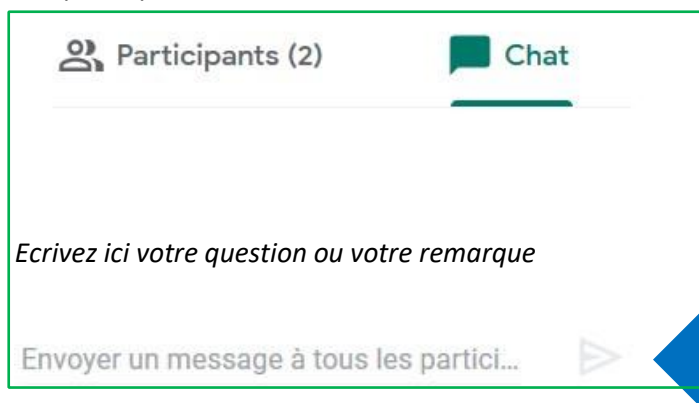 Participants (2) Chat
Ecrivez ici votre question ou votre remarque
Envoyer un message à tous les partici...